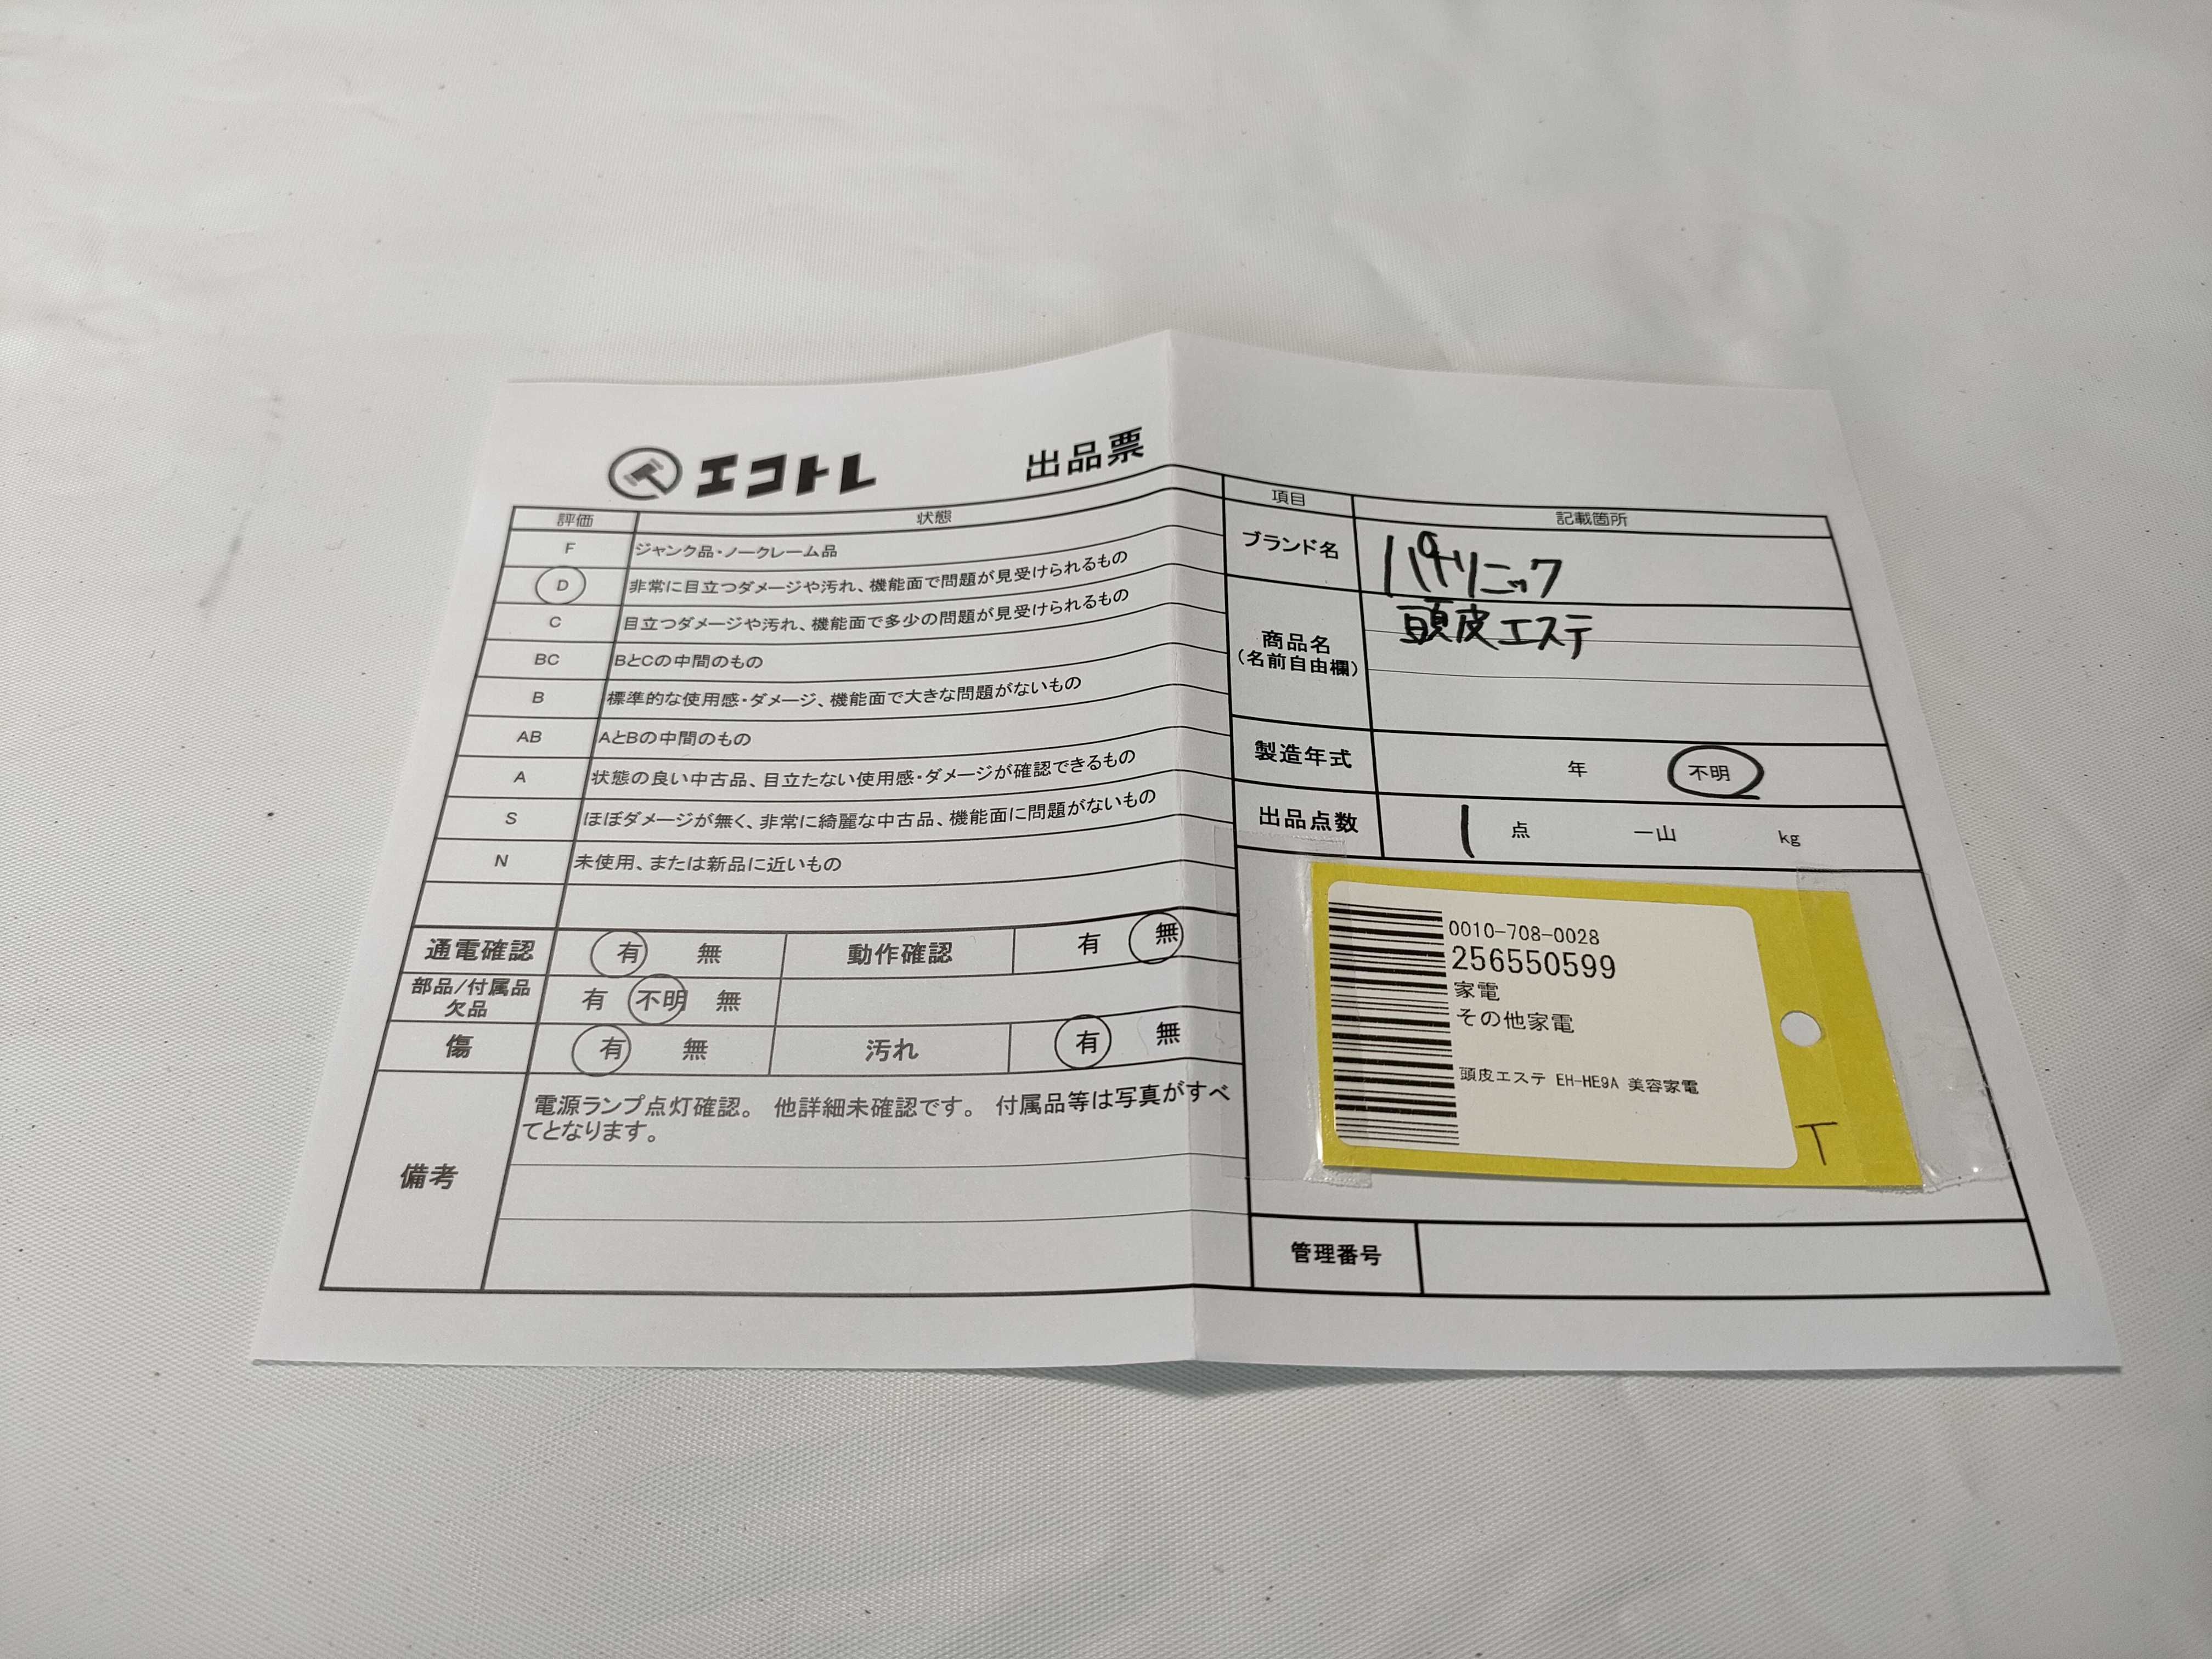 エコトレ 出品票
評価 状態
F ジャンク品・ノークレーム品
D 非常に目立つダメージや汚れ、機能面で問題が見受けられるもの
C 目立つダメージや汚れ、機能面で多少の問題が見受けられるもの
BC BとCの中間のもの
B 標準的な使用感・ダメージ、機能面で大きな問題がないもの
AB AとBの中間のもの
A 状態の良い中古品、目立たない使用感・ダメージが確認できるもの
S ほぼダメージが無く、非常に綺麗な中古品、機能面に問題がないもの
N 未使用、または新品に近いもの
通電確認 有 無 動作確認 有 無
部品/付属品
欠品
有 不明 無
傷 有 無 汚れ 有 無
備考
電源ランプ点灯確認。 他詳細未確認です。 付属品等は写真がすべ
てとなります。
項目 記載箇所
ブランド名 パナソニック
商品名
(名前自由欄)
頭皮エステ
製造年式 年 不明
出品点数 1 点 一山 kg
0010-708-0028
256550599
家電
その他家電
頭皮エステ EH-HE9A 美容家電
T
管理番号